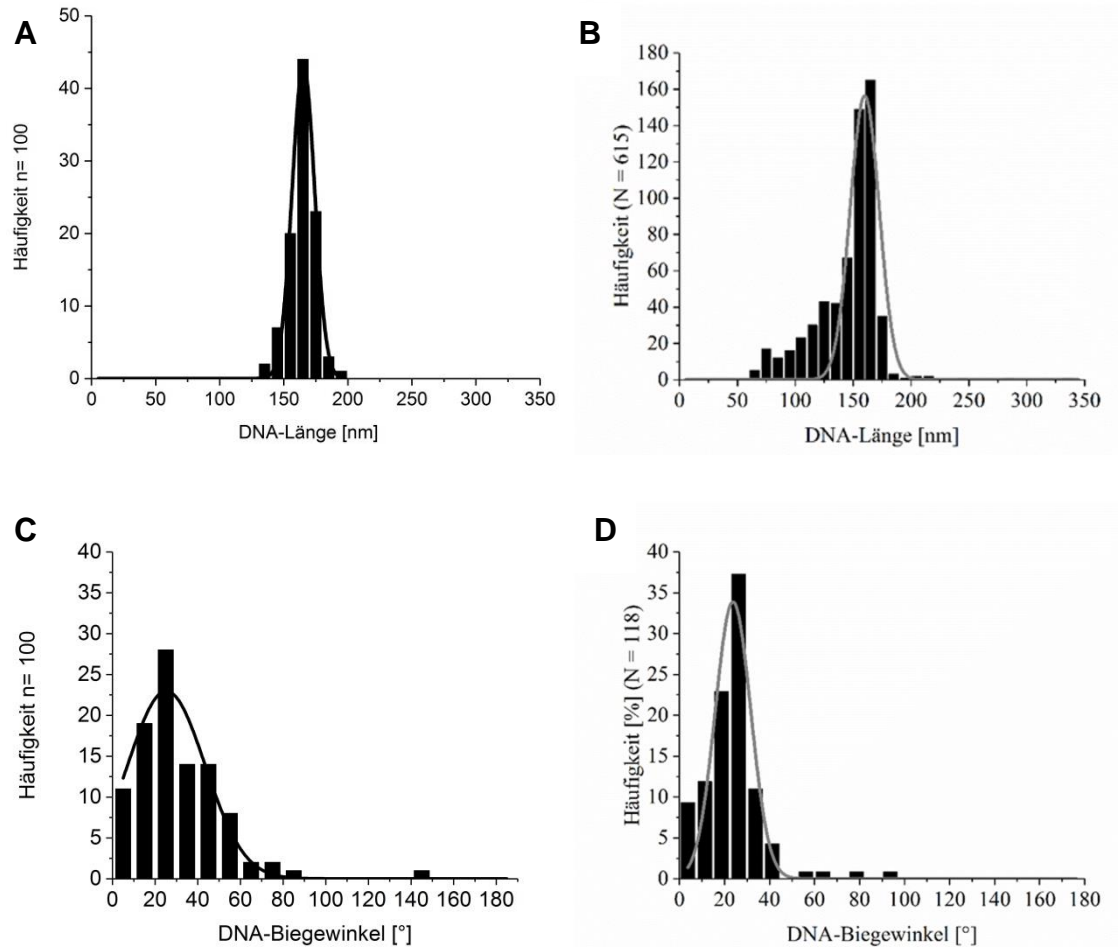 A
Häufigkeit n= 100
50
40
30
20
10
0
0 50 100 150 200 250 300 350
DNA-Länge [nm]
B
Häufigkeit (N = 615)
180
160
140
120
100
80
60
40
20
0
0 50 100 150 200 250 300 350
DNA-Länge [nm]
C
Häufigkeit n= 100
40
35
30
25
20
15
10
5
0
0 20 40 60 80 100 120 140 160 180
DNA-Biegewinkel [°]
D
Häufigkeit [%] (N = 118)
40
35
30
25
20
15
10
5
0
0 20 40 60 80 100 120 140 160 180
DNA-Biegewinkel [°]